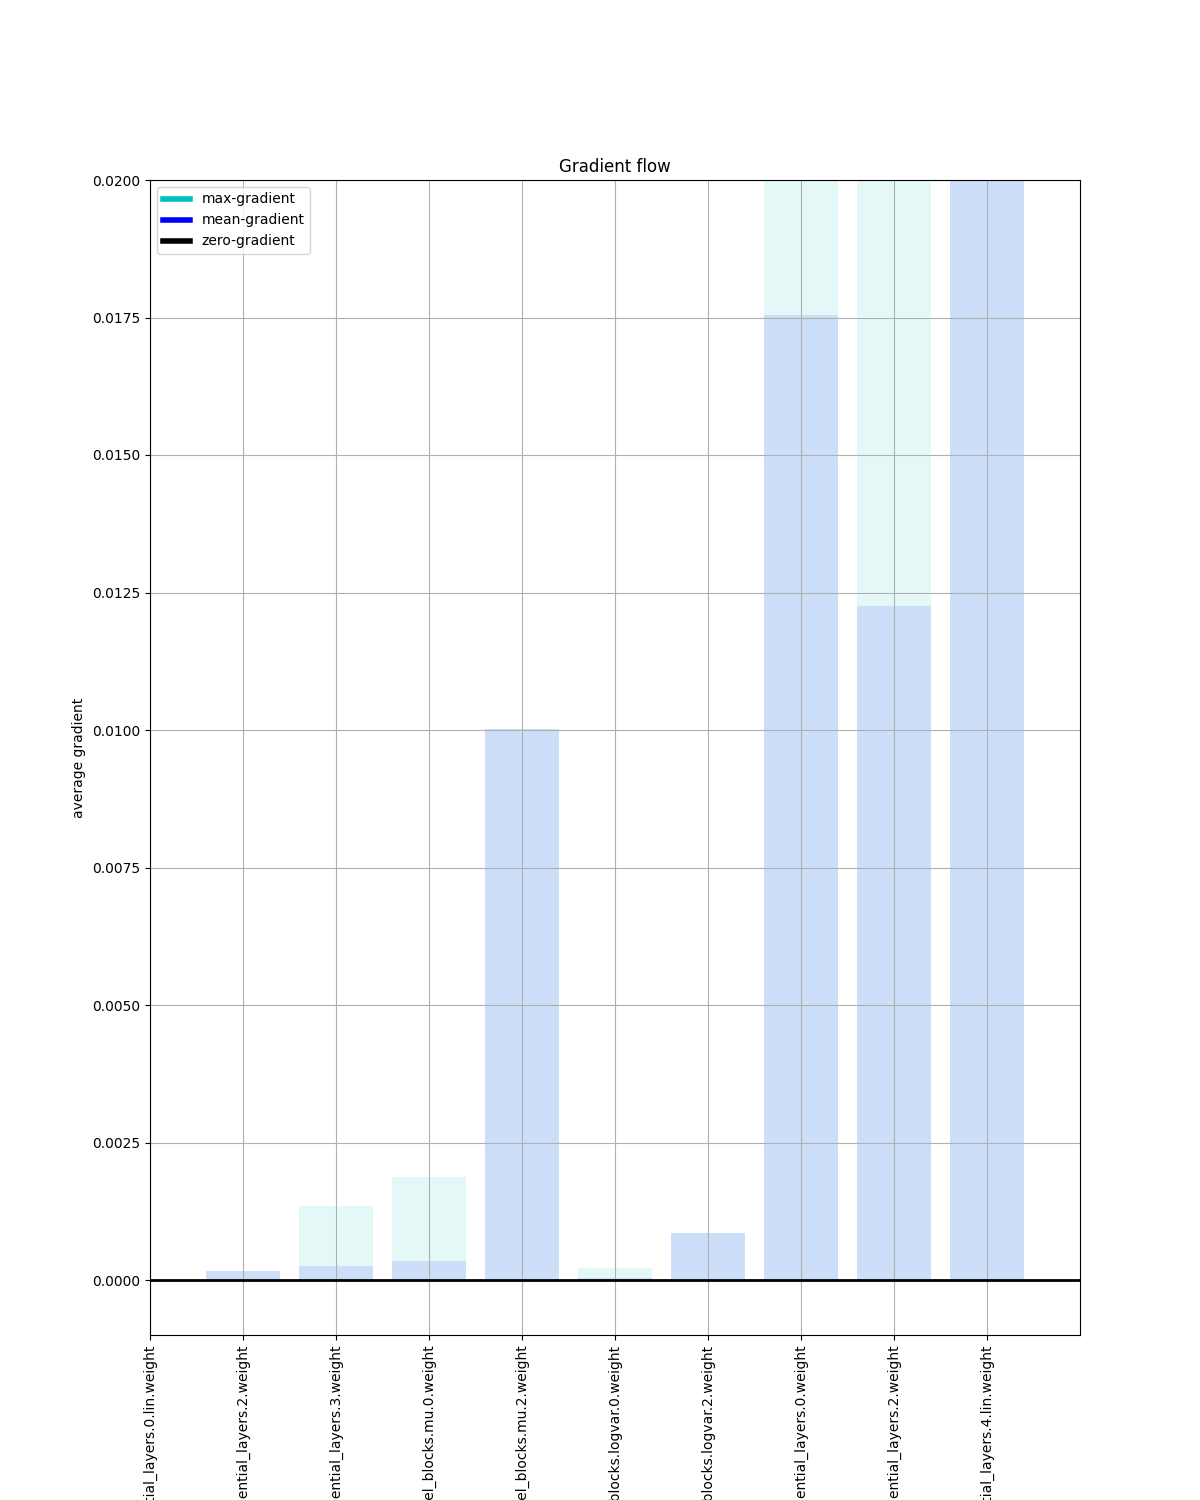 Gradient flow
max-gradient
mean-gradient
zero-gradient
0.0200
0.0175
0.0150
0.0125
0.0100
0.0075
0.0050
0.0025
0.0000
average gradient
tial_layers.0.lin.weight
ential_layers.2.weight
ential_layers.3.weight
el_blocks.mu.0.weight
el_blocks.mu.2.weight
blocks.logvar.0.weight
blocks.logvar.2.weight
ential_layers.0.weight
ential_layers.2.weight
tial_layers.4.lin.weight